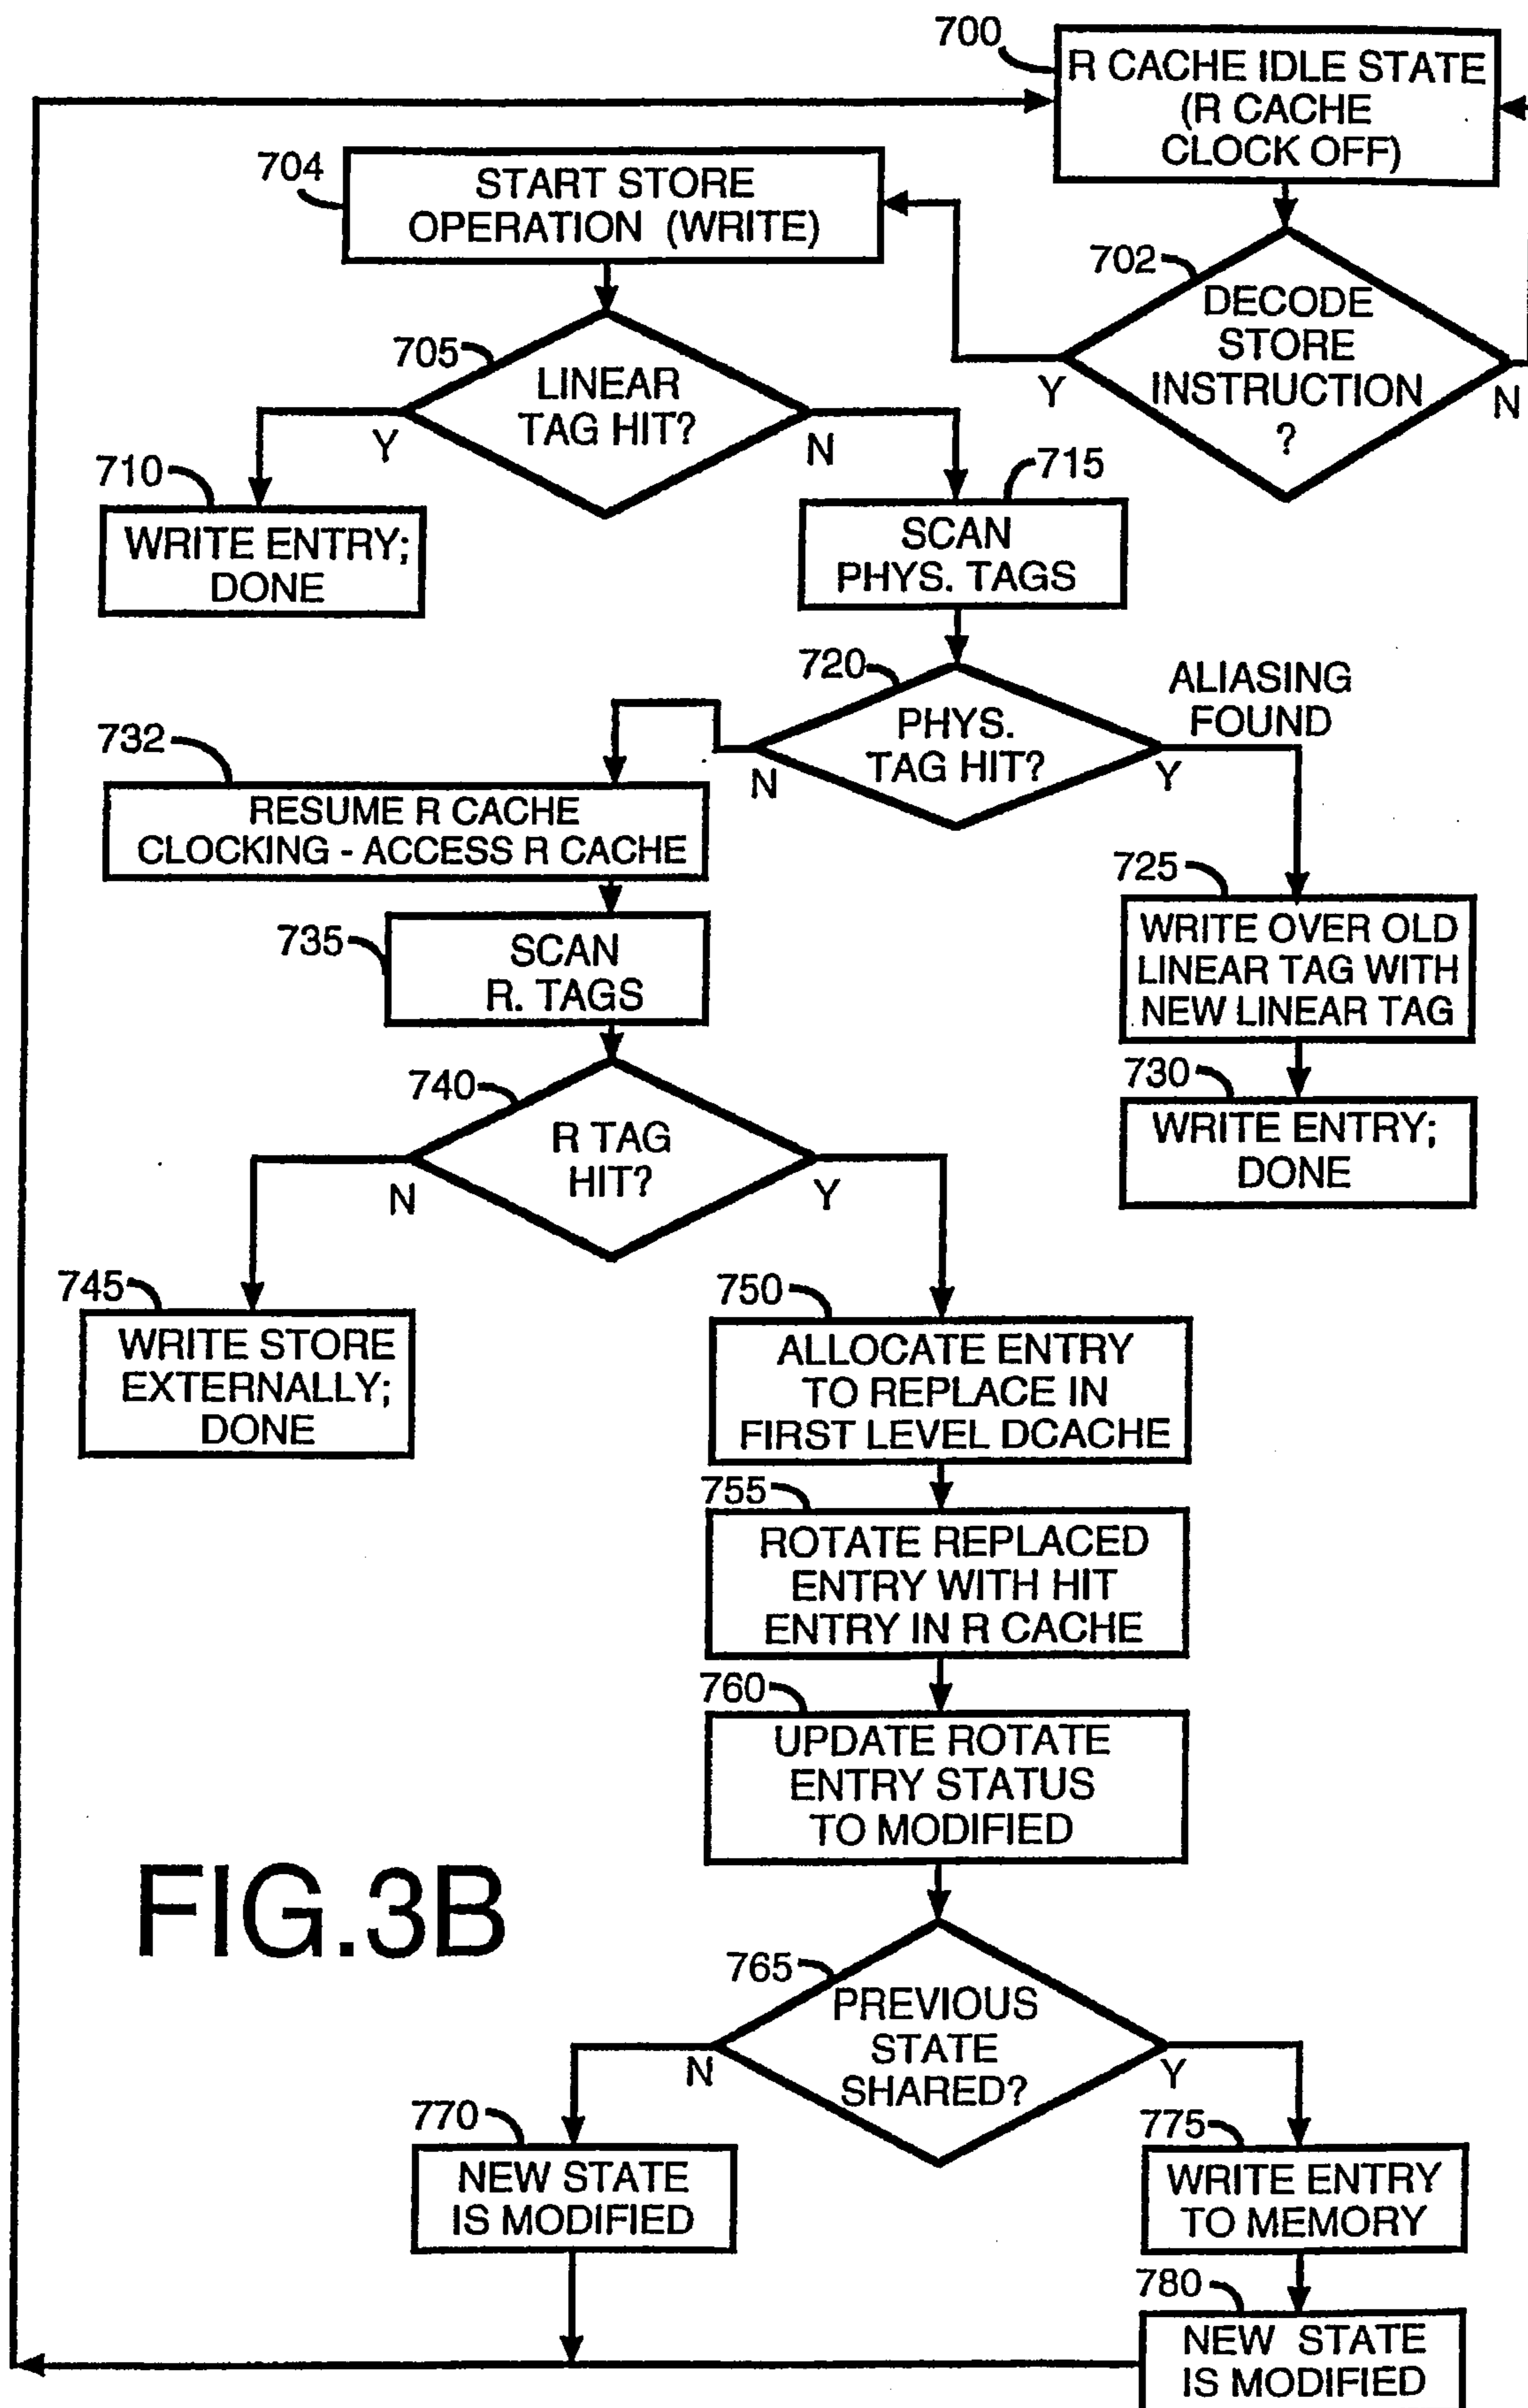 700
R CACHE IDLE STATE
(R CACHE
CLOCK OFF)
704
START STORE
OPERATION (WRITE)
702
DECODE
STORE
INSTRUCTION
?
Y
N
705
LINEAR
TAG HIT?
Y
N
710
WRITE ENTRY;
DONE
715
SCAN
PHYS. TAGS
720
PHYS.
TAG HIT?
N
Y
ALIASING
FOUND
732
RESUME R CACHE
CLOCKING - ACCESS R CACHE
725
WRITE OVER OLD
LINEAR TAG WITH
NEW LINEAR TAG
735
SCAN
R. TAGS
730
WRITE ENTRY;
DONE
740
R TAG
HIT?
N
Y
745
WRITE STORE
EXTERNALLY;
DONE
750
ALLOCATE ENTRY
TO REPLACE IN
FIRST LEVEL DCACHE
755
ROTATE REPLACED
ENTRY WITH HIT
ENTRY IN R CACHE
760
UPDATE ROTATE
ENTRY STATUS
TO MODIFIED
FIG.3B
765
PREVIOUS
STATE
SHARED?
N
Y
770
NEW STATE
IS MODIFIED
775
WRITE ENTRY
TO MEMORY
780
NEW STATE
IS MODIFIED